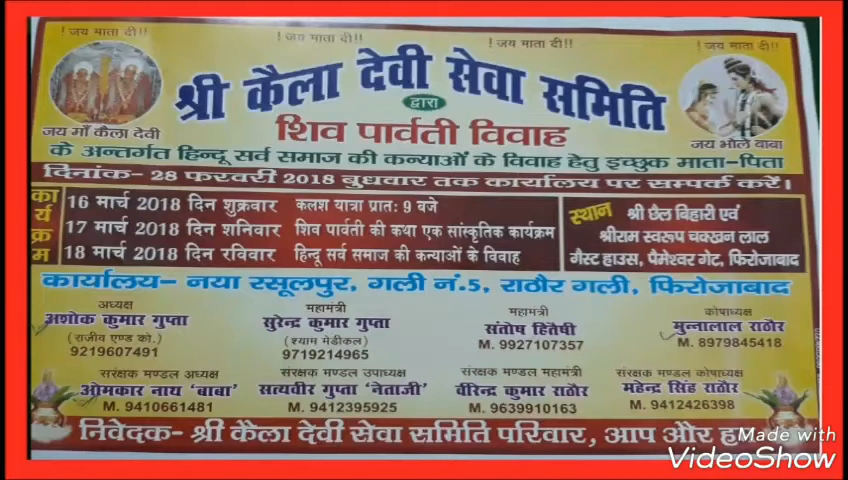 ! जय माता दी!! ! जय माता दी!! ! जय माता दी!! ! जय माता दी!!
श्री कैला देवी सेवा समिति
द्वारा
शिव पार्वती विवाह
जय माँ कैला देवी
जय भोले बाबा
के अन्तर्गत हिन्दू सर्व समाज की कन्याओं के विवाह हेतु इच्छुक माता-पिता
दिनांक- 28 फरवरी 2018 बुधवार तक कार्यालय पर सम्पर्क करें।
कार्यक्रम
16 मार्च 2018 दिन शुक्रवार कलश यात्रा प्रातः 9 बजे
17 मार्च 2018 दिन शनिवार शिव पार्वती की कथा एक सांस्कृतिक कार्यक्रम
18 मार्च 2018 दिन रविवार हिन्दू सर्व समाज की कन्याओं के विवाह
स्थान श्री छैल बिहारी एवं
श्रीराम स्वरूप चक्खन लाल
गैस्ट हाउस, पैमेश्वर गेट, फिरोजाबाद
कार्यालय- नया रसूलपुर, गली नं.5, राठौर गली, फिरोजाबाद
अध्यक्ष
अशोक कुमार गुप्ता
(राजीव एण्ड को.)
9219607491
महामंत्री
सुरेन्द्र कुमार गुप्ता
(श्याम मेडीकल)
9719214965
महामंत्री
संतोष हितैषी
M. 9927107357
कोषाध्यक्ष
मुन्नालाल राठौर
M. 8979845418
संरक्षक मण्डल अध्यक्ष
ओमकार नाथ 'बाबा'
M. 9410661481
संरक्षक मण्डल उपाध्यक्ष
सत्यवीर गुप्ता 'नेताजी'
M. 9412395925
संरक्षक मण्डल महामंत्री
वीरेन्द्र कुमार राठौर
M. 9639910163
संरक्षक मण्डल कोषाध्यक्ष
महेन्द्र सिंह राठौर
M. 9412426398
निवेदक- श्री कैला देवी सेवा समिति परिवार, आप और
Made with
VideoShow